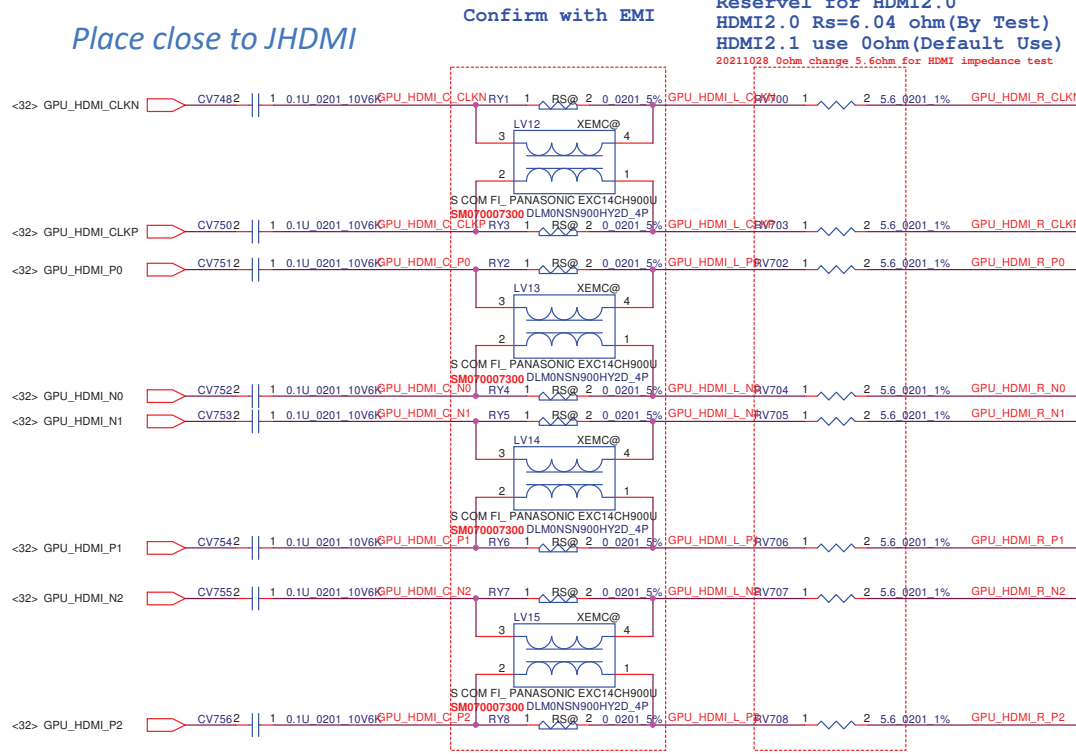 Reservel for HDMI2.0
Confirm with EMI
HDMI2.0 Rs=6.04 ohm(By Test)
Place close to JHDMI
HDMI2.1 use 0ohm(Default Use)
20211028 0ohm change 5.6ohm for HDMI impedance test
<32> GPU_HDMI_CLKN CV748 2 1 0.1U_0201_10V6K GPU_HDMI_C_CLKN RY1 1 RS@ 2 0_0201_5% GPU_HDMI_L_CLKN RV700 1 2 5.6_0201_1% GPU_HDMI_R_CLKN
LV12 XEMC@
3 4
2 1
S COM FI_ PANASONIC EXC14CH900U
SM070007300 DLM0NSN900HY2D_4P
<32> GPU_HDMI_CLKP CV750 2 1 0.1U_0201_10V6K GPU_HDMI_C_CLKP RY3 1 RS@ 2 0_0201_5% GPU_HDMI_L_CLKP RV703 1 2 5.6_0201_1% GPU_HDMI_R_CLKP
<32> GPU_HDMI_P0 CV751 2 1 0.1U_0201_10V6K GPU_HDMI_C_P0 RY2 1 RS@ 2 0_0201_5% GPU_HDMI_L_P0 RV702 1 2 5.6_0201_1% GPU_HDMI_R_P0
LV13 XEMC@
3 4
2 1
S COM FI_ PANASONIC EXC14CH900U
SM070007300 DLM0NSN900HY2D_4P
<32> GPU_HDMI_N0 CV752 2 1 0.1U_0201_10V6K GPU_HDMI_C_N0 RY4 1 RS@ 2 0_0201_5% GPU_HDMI_L_N0 RV704 1 2 5.6_0201_1% GPU_HDMI_R_N0
<32> GPU_HDMI_N1 CV753 2 1 0.1U_0201_10V6K GPU_HDMI_C_N1 RY5 1 RS@ 2 0_0201_5% GPU_HDMI_L_N1 RV705 1 2 5.6_0201_1% GPU_HDMI_R_N1
LV14 XEMC@
3 4
2 1
S COM FI_ PANASONIC EXC14CH900U
SM070007300 DLM0NSN900HY2D_4P
<32> GPU_HDMI_P1 CV754 2 1 0.1U_0201_10V6K GPU_HDMI_C_P1 RY6 1 RS@ 2 0_0201_5% GPU_HDMI_L_P1 RV706 1 2 5.6_0201_1% GPU_HDMI_R_P1
<32> GPU_HDMI_N2 CV755 2 1 0.1U_0201_10V6K GPU_HDMI_C_N2 RY7 1 RS@ 2 0_0201_5% GPU_HDMI_L_N2 RV707 1 2 5.6_0201_1% GPU_HDMI_R_N2
LV15 XEMC@
3 4
2 1
S COM FI_ PANASONIC EXC14CH900U
SM070007300 DLM0NSN900HY2D_4P
<32> GPU_HDMI_P2 CV756 2 1 0.1U_0201_10V6K GPU_HDMI_C_P2 RY8 1 RS@ 2 0_0201_5% GPU_HDMI_L_P2 RV708 1 2 5.6_0201_1% GPU_HDMI_R_P2